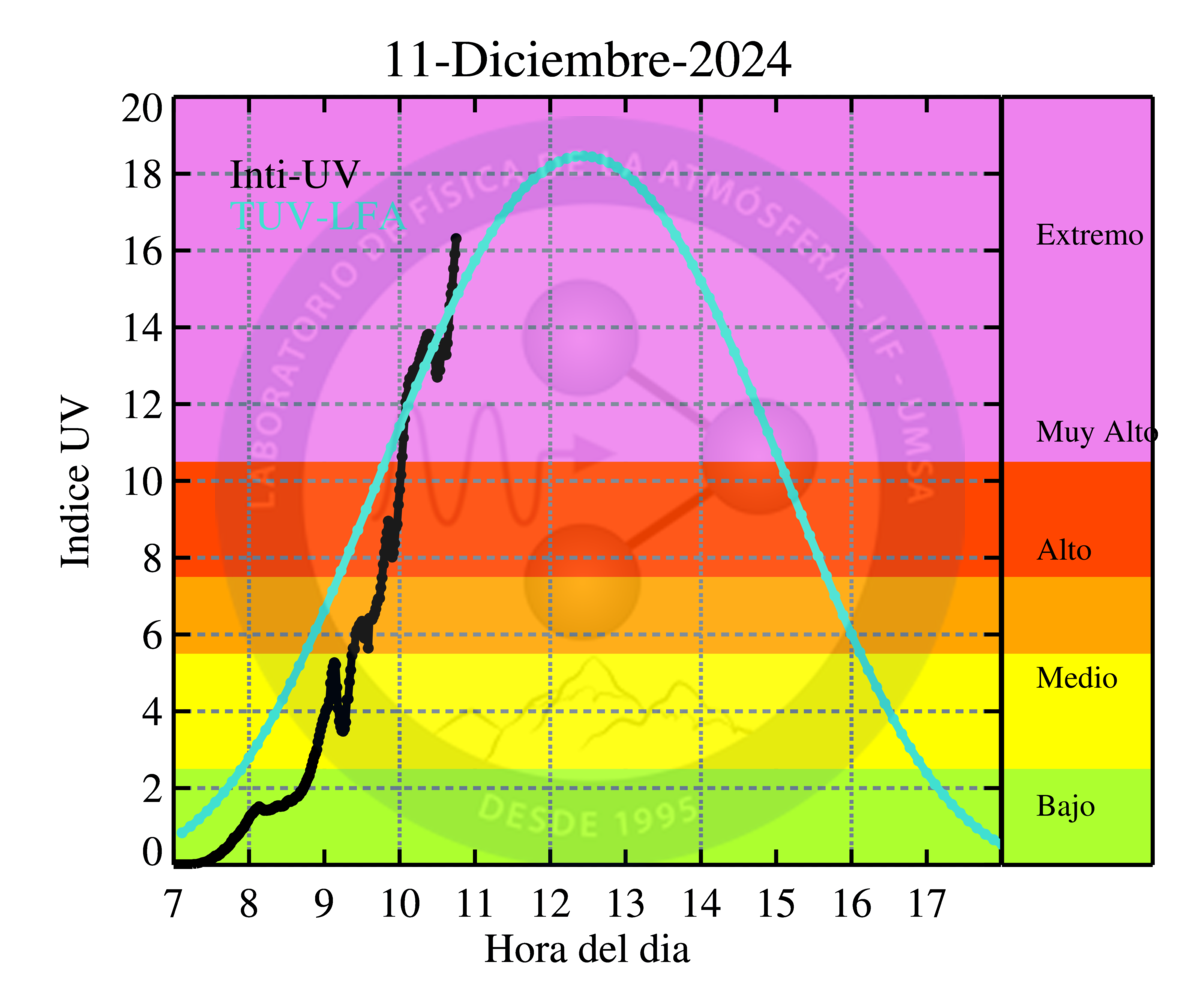 11-Diciembre-2024
20
18
16
14
12
10
8
6
4
2
0
Indice UV
Inti-UV
TUV-LFA
LABORATORIO DE FÍSICA DE LA ATMÓSFERA - IIF - UMSA
DESDE 1995
Extremo
Muy Alto
Alto
Medio
Bajo
7 8 9 10 11 12 13 14 15 16 17
Hora del dia